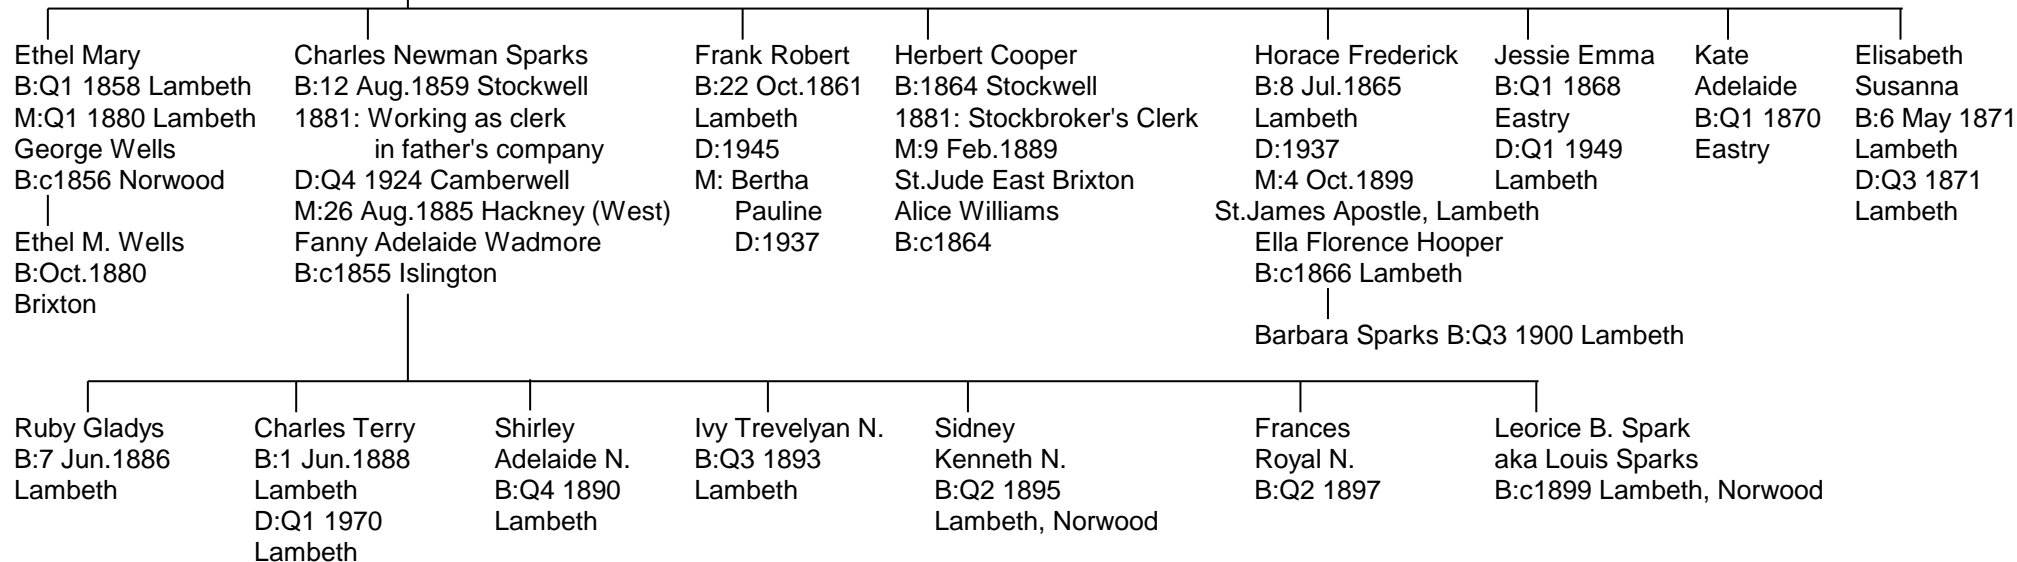 Ethel Mary
B:Q1 1858 Lambeth
M:Q1 1880 Lambeth
George Wells
B:c1856 Norwood
Ethel M. Wells
B:Oct.1880
Brixton
Charles Newman Sparks
B:12 Aug.1859 Stockwell
1881: Working as clerk
in father's company
D:Q4 1924 Camberwell
M:26 Aug.1885 Hackney (West)
Fanny Adelaide Wadmore
B:c1855 Islington
Frank Robert
B:22 Oct.1861
Lambeth
D:1945
M: Bertha
Pauline
D:1937
Herbert Cooper
B:1864 Stockwell
1881: Stockbroker's Clerk
M:9 Feb.1889
St.Jude East Brixton
Alice Williams
B:c1864
Horace Frederick
B:8 Jul.1865
Lambeth
D:1937
M:4 Oct.1899
St.James Apostle, Lambeth
Ella Florence Hooper
B:c1866 Lambeth
Barbara Sparks B:Q3 1900 Lambeth
Jessie Emma
B:Q1 1868
Eastry
D:Q1 1949
Lambeth
Kate
Adelaide
B:Q1 1870
Eastry
Elisabeth
Susanna
B:6 May 1871
Lambeth
D:Q3 1871
Lambeth
Ruby Gladys
B:7 Jun.1886
Lambeth
Charles Terry
B:1 Jun.1888
Lambeth
D:Q1 1970
Lambeth
Shirley
Adelaide N.
B:Q4 1890
Lambeth
Ivy Trevelyan N.
B:Q3 1893
Lambeth
Sidney
Kenneth N.
B:Q2 1895
Lambeth, Norwood
Frances
Royal N.
B:Q2 1897
Leorice B. Spark
aka Louis Sparks
B:c1899 Lambeth, Norwood